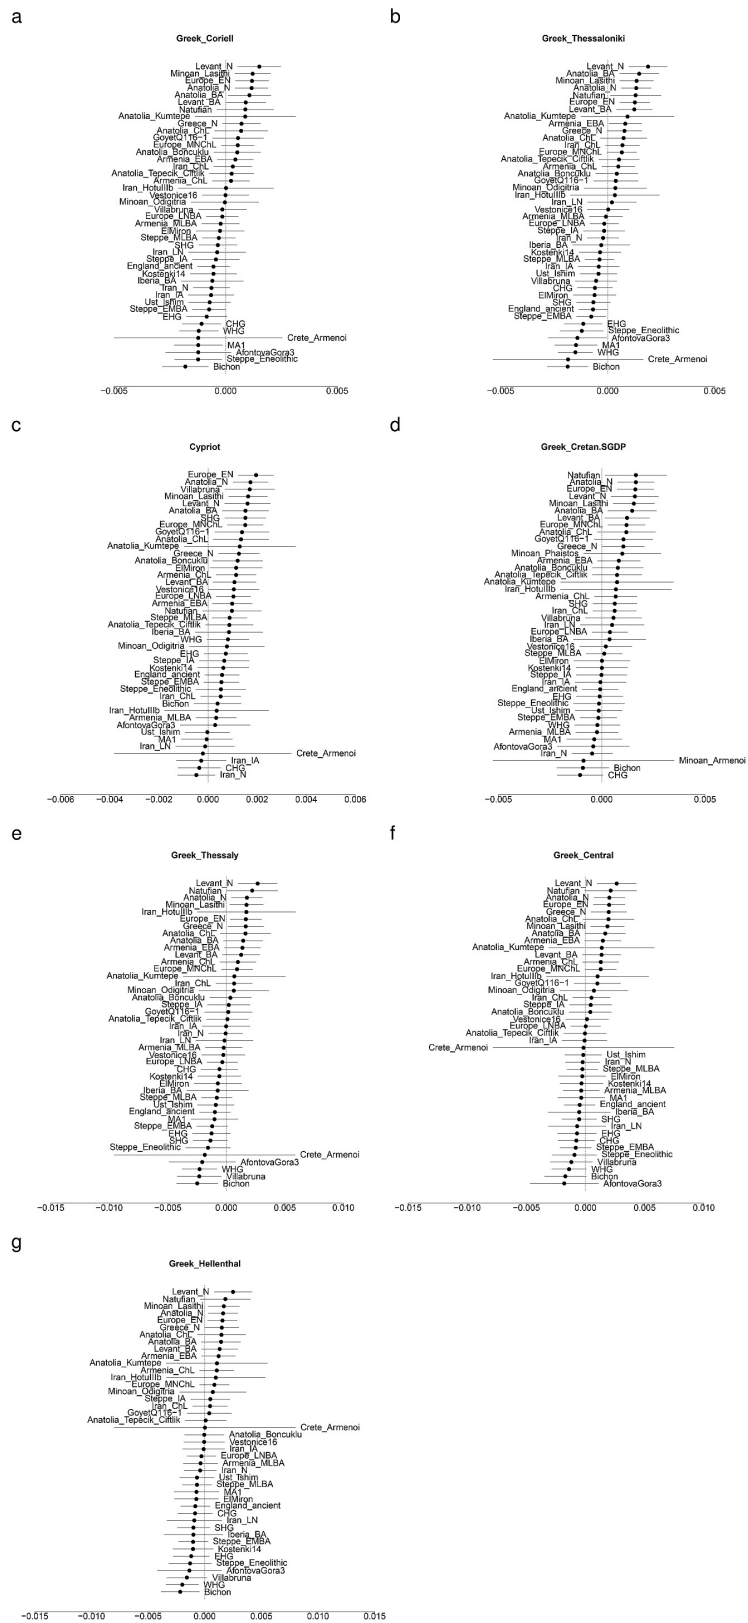 a
Greek_Coriell
Levant_N
Minoan_Lasithi
Europe_EN
Anatolia_N
Anatolia_BA
Levant_BA
Natufian
Anatolia_Kumtepe
Greece_N
Anatolia_ChL
GoyetQ116-1
Europe_MNChL
Anatolia_Boncuklu
Armenia_EBA
Iran_ChL
Anatolia_Tepecik_Ciftlik
Armenia_ChL
Iran_HotuIIIb
Vestonice16
Minoan_Odigitria
Villabruna
Europe_LNBA
Armenia_MLBA
ElMiron
Steppe_MLBA
SHG
Iran_LN
Steppe_IA
England_ancient
Kostenki14
Iberia_BA
Iran_N
Iran_IA
Ust_Ishim
Steppe_EMBA
EHG
CHG
WHG
Crete_Armenoi
MA1
AfontovaGora3
Steppe_Eneolithic
Bichon
−0.005 0.000 0.005
b
Greek_Thessaloniki
Levant_N
Anatolia_BA
Minoan_Lasithi
Anatolia_N
Natufian
Europe_EN
Levant_BA
Anatolia_Kumtepe
Armenia_EBA
Greece_N
Anatolia_ChL
Iran_ChL
Europe_MNChL
Anatolia_Tepecik_Ciftlik
Armenia_ChL
Anatolia_Boncuklu
GoyetQ116-1
Minoan_Odigitria
Iran_HotuIIIb
Iran_LN
Vestonice16
Armenia_MLBA
Europe_LNBA
Steppe_IA
Iran_N
Iberia_BA
Kostenki14
Steppe_MLBA
Iran_IA
Ust_Ishim
Villabruna
CHG
ElMiron
SHG
England_ancient
Steppe_EMBA
EHG
Steppe_Eneolithic
AfontovaGora3
MA1
WHG
Crete_Armenoi
Bichon
−0.005 0.000 0.005
c
Cypriot
Europe_EN
Anatolia_N
Villabruna
Minoan_Lasithi
Levant_N
Anatolia_BA
SHG
Europe_MNChL
GoyetQ116-1
Anatolia_ChL
Anatolia_Kumtepe
Greece_N
Anatolia_Boncuklu
ElMiron
Armenia_ChL
Levant_BA
Vestonice16
Europe_LNBA
Armenia_EBA
Natufian
Steppe_MLBA
Anatolia_Tepecik_Ciftlik
Iberia_BA
WHG
Minoan_Odigitria
EHG
Steppe_IA
Kostenki14
England_ancient
Steppe_EMBA
Steppe_Eneolithic
Iran_ChL
Bichon
Iran_HotuIIIb
Armenia_MLBA
AfontovaGora3
Ust_Ishim
MA1
Iran_LN
Crete_Armenoi
Iran_IA
CHG
Iran_N
−0.006 −0.004 −0.002 0.000 0.002 0.004 0.006
d
Greek_Cretan.SGDP
Natufian
Anatolia_N
Europe_EN
Levant_N
Minoan_Lasithi
Anatolia_BA
Levant_BA
Europe_MNChL
Anatolia_ChL
GoyetQ116-1
Greece_N
Minoan_Phaistos
Armenia_EBA
Anatolia_Boncuklu
Anatolia_Tepecik_Ciftlik
Anatolia_Kumtepe
Iran_HotuIIIb
Armenia_ChL
SHG
Iran_ChL
Villabruna
Iran_LN
Europe_LNBA
Iberia_BA
Vestonice16
Steppe_MLBA
ElMiron
Kostenki14
Steppe_IA
Iran_IA
England_ancient
EHG
Steppe_Eneolithic
Ust_Ishim
Steppe_EMBA
WHG
Armenia_MLBA
MA1
AfontovaGora3
Iran_N
Minoan_Armenoi
Bichon
CHG
−0.005 0.000 0.005
e
Greek_Thessaly
Levant_N
Natufian
Anatolia_N
Minoan_Lasithi
Iran_HotuIIIb
Europe_EN
Greece_N
Anatolia_ChL
Anatolia_BA
Armenia_EBA
Levant_BA
Armenia_ChL
Europe_MNChL
Anatolia_Kumtepe
Iran_ChL
Minoan_Odigitria
Anatolia_Boncuklu
Steppe_IA
GoyetQ116-1
Anatolia_Tepecik_Ciftlik
Iran_IA
Iran_N
Iran_LN
Armenia_MLBA
Vestonice16
Europe_LNBA
CHG
Kostenki14
ElMiron
Iberia_BA
Steppe_MLBA
Ust_Ishim
England_ancient
MA1
Steppe_EMBA
EHG
SHG
Steppe_Eneolithic
Crete_Armenoi
AfontovaGora3
WHG
Villabruna
Bichon
−0.015 −0.010 −0.005 0.000 0.005 0.010
f
Greek_Central
Levant_N
Natufian
Anatolia_N
Europe_EN
Greece_N
Anatolia_ChL
Minoan_Lasithi
Anatolia_BA
Armenia_EBA
Anatolia_Kumtepe
Levant_BA
Armenia_ChL
Europe_MNChL
Iran_HotuIIIb
GoyetQ116-1
Minoan_Odigitria
Iran_ChL
Steppe_IA
Anatolia_Boncuklu
Vestonice16
Europe_LNBA
Anatolia_Tepecik_Ciftlik
Iran_IA
Crete_Armenoi
Ust_Ishim
Iran_N
Steppe_MLBA
ElMiron
Kostenki14
Armenia_MLBA
MA1
England_ancient
Iberia_BA
SHG
Iran_LN
EHG
CHG
Steppe_EMBA
Steppe_Eneolithic
Villabruna
WHG
Bichon
AfontovaGora3
−0.015 −0.010 −0.005 0.000 0.005 0.010
g
Greek_Hellenthal
Levant_N
Natufian
Minoan_Lasithi
Anatolia_N
Europe_EN
Greece_N
Anatolia_ChL
Anatolia_BA
Levant_BA
Armenia_EBA
Anatolia_Kumtepe
Armenia_ChL
Iran_HotuIIIb
Europe_MNChL
Minoan_Odigitria
Steppe_IA
Iran_ChL
GoyetQ116-1
Anatolia_Tepecik_Ciftlik
Crete_Armenoi
Anatolia_Boncuklu
Vestonice16
Iran_IA
Europe_LNBA
Armenia_MLBA
Iran_N
Ust_Ishim
Steppe_MLBA
MA1
ElMiron
England_ancient
CHG
Iran_LN
SHG
Iberia_BA
Steppe_EMBA
Kostenki14
EHG
Steppe_Eneolithic
AfontovaGora3
Villabruna
WHG
Bichon
−0.015 −0.010 −0.005 0.000 0.005 0.010 0.015